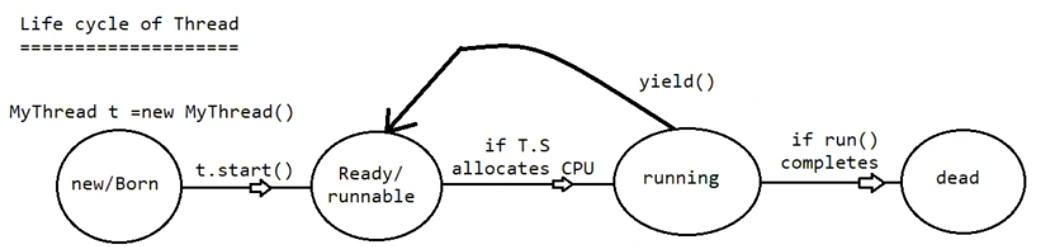 Life cycle of Thread
====================
yield()
MyThread t =new MyThread()
new/Born
t.start()
Ready/
runnable
if T.S
allocates CPU
running
if run()
completes
dead